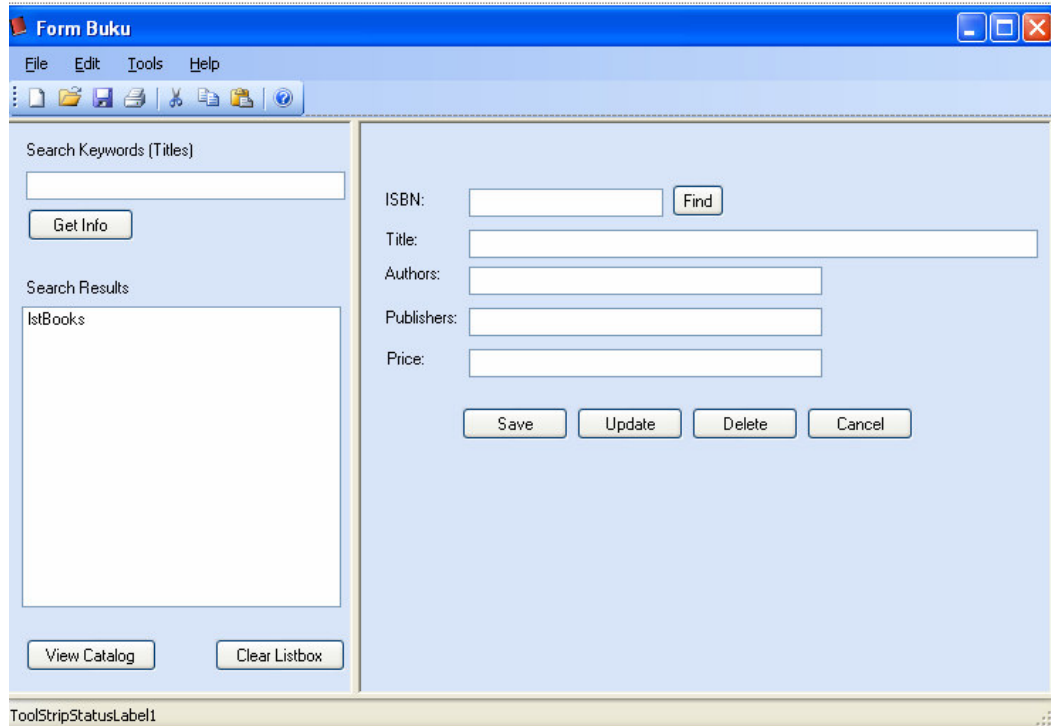 Form Buku
File Edit Tools Help
Search Keywords (Titles)
Get Info
Search Results
lstBooks
View Catalog Clear Listbox
ISBN: Find
Title:
Authors:
Publishers:
Price:
Save Update Delete Cancel
ToolStripStatusLabel1